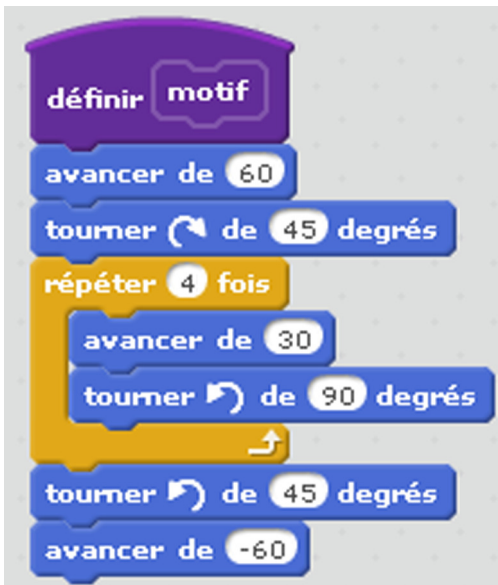 définir motif
avancer de 60
tourner de 45 degrés
répéter 4 fois
avancer de 30
tourner de 90 degrés
tourner de 45 degrés
avancer de -60